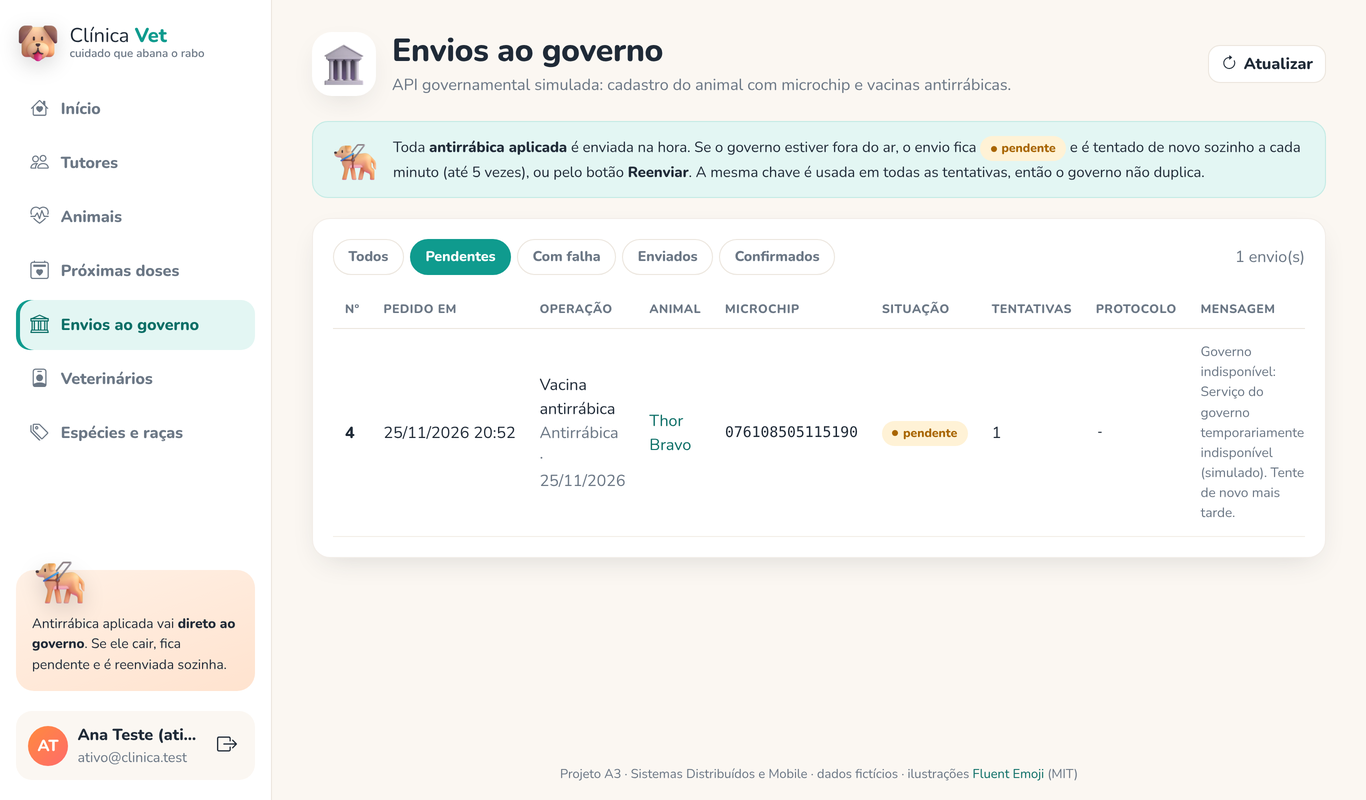 Clínica Vet
cuidado que abana o rabo
Início
Tutores
Animais
Próximas doses
Envios ao governo
Veterinários
Espécies e raças
Antirrábica aplicada vai direto ao
governo. Se ele cair, fica
pendente e é reenviada sozinha.
AT
Ana Teste (ati...
ativo@clinica.test
Envios ao governo
API governamental simulada: cadastro do animal com microchip e vacinas antirrábicas.
Atualizar
Toda antirrábica aplicada é enviada na hora. Se o governo estiver fora do ar, o envio fica pendente e é tentado de novo sozinho a cada
minuto (até 5 vezes), ou pelo botão Reenviar. A mesma chave é usada em todas as tentativas, então o governo não duplica.
Todos Pendentes Com falha Enviados Confirmados 1 envio(s)
Nº PEDIDO EM OPERAÇÃO ANIMAL MICROCHIP SITUAÇÃO TENTATIVAS PROTOCOLO MENSAGEM
4
25/11/2026 20:52
Vacina
antirrábica
Antirrábica
·
25/11/2026
Thor
Bravo
076108505115190
pendente
1
-
Governo
indisponível:
Serviço do
governo
temporariamente
indisponível
(simulado). Tente
de novo mais
tarde.
Projeto A3 · Sistemas Distribuídos e Mobile · dados fictícios · ilustrações Fluent Emoji (MIT)